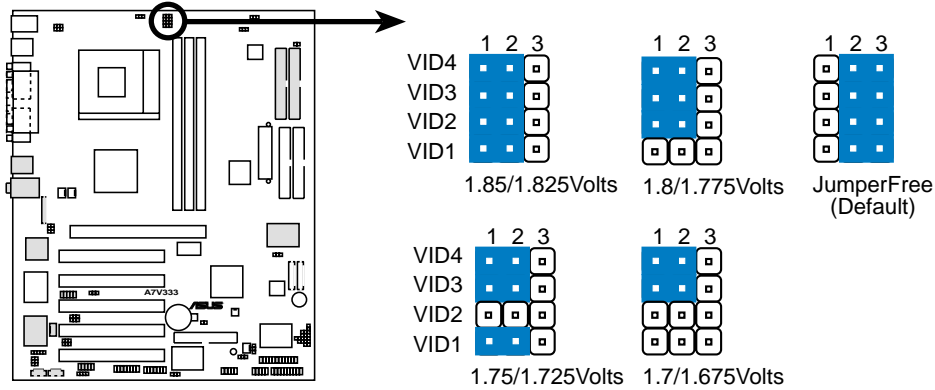 1 2 3
1 2 3
1 2 3
VID4
VID3
VID2
VID1
1.85/1.825Volts
1.8/1.775Volts
JumperFree
(Default)
1 2 3
1 2 3
VID4
VID3
VID2
VID1
1.75/1.725Volts
1.7/1.675Volts
A7V333
ASUS